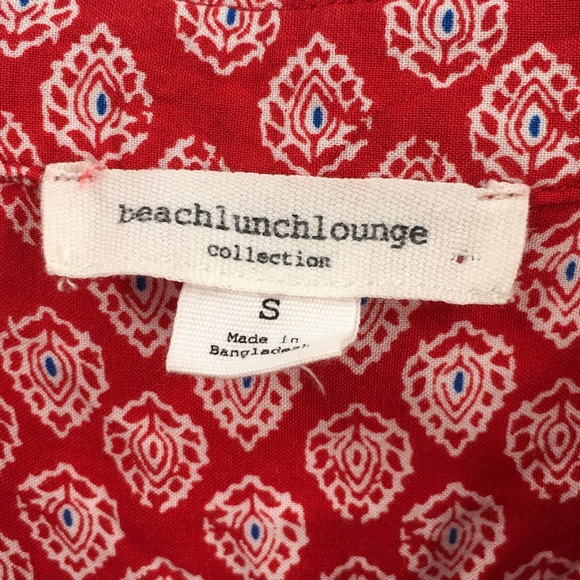 beachlunchlounge
collection
S
Made in
Bangladesh